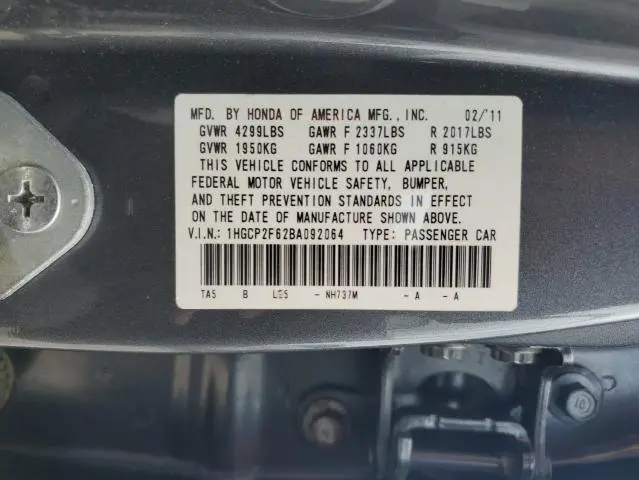 MFD. BY HONDA OF AMERICA MFG., INC. 02/'11
GVWR 4299LBS GAWR F 2337LBS R 2017LBS
GVWR 1950KG GAWR F 1060KG R 915KG
THIS VEHICLE CONFORMS TO ALL APPLICABLE
FEDERAL MOTOR VEHICLE SAFETY, BUMPER,
AND THEFT PREVENTION STANDARDS IN EFFECT
ON THE DATE OF MANUFACTURE SHOWN ABOVE.
V.I.N.: 1HGCP2F62BA092064 TYPE: PASSENGER CAR
TA5 B - NH737M - A - A
10